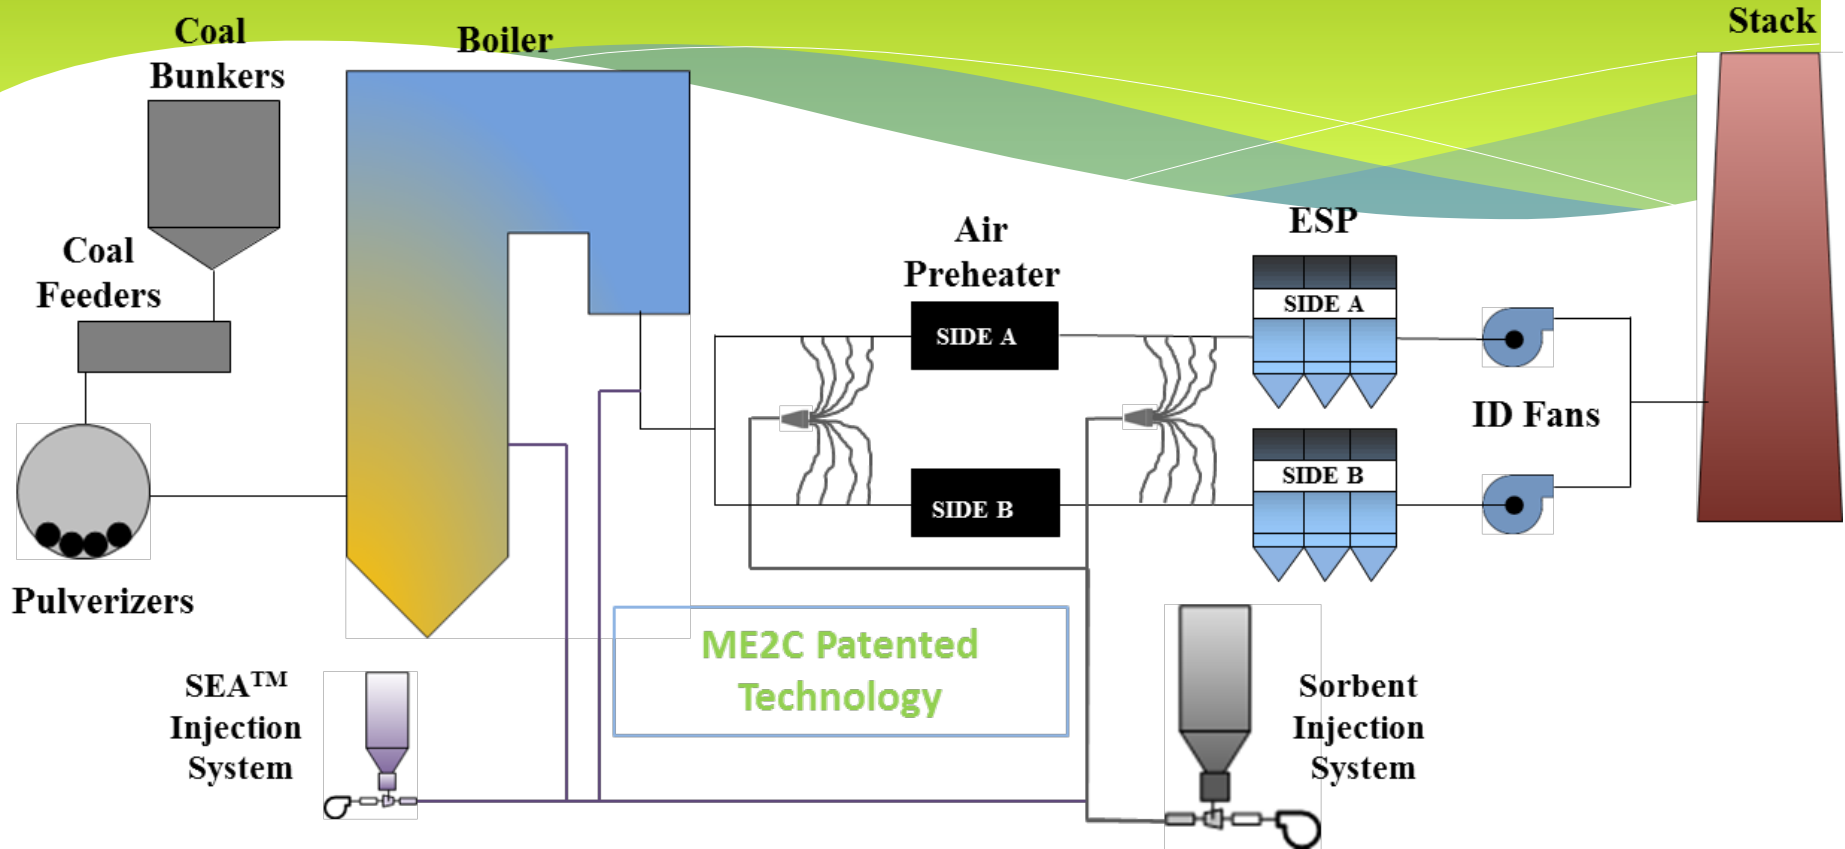 Coal
Bunkers
Boiler
Stack
Coal
Feeders
Air
Preheater
ESP
SIDE A
SIDE A
SIDE B
SIDE B
ID Fans
Pulverizers
ME2C Patented
Technology
SEA™
Injection
System
Sorbent
Injection
System